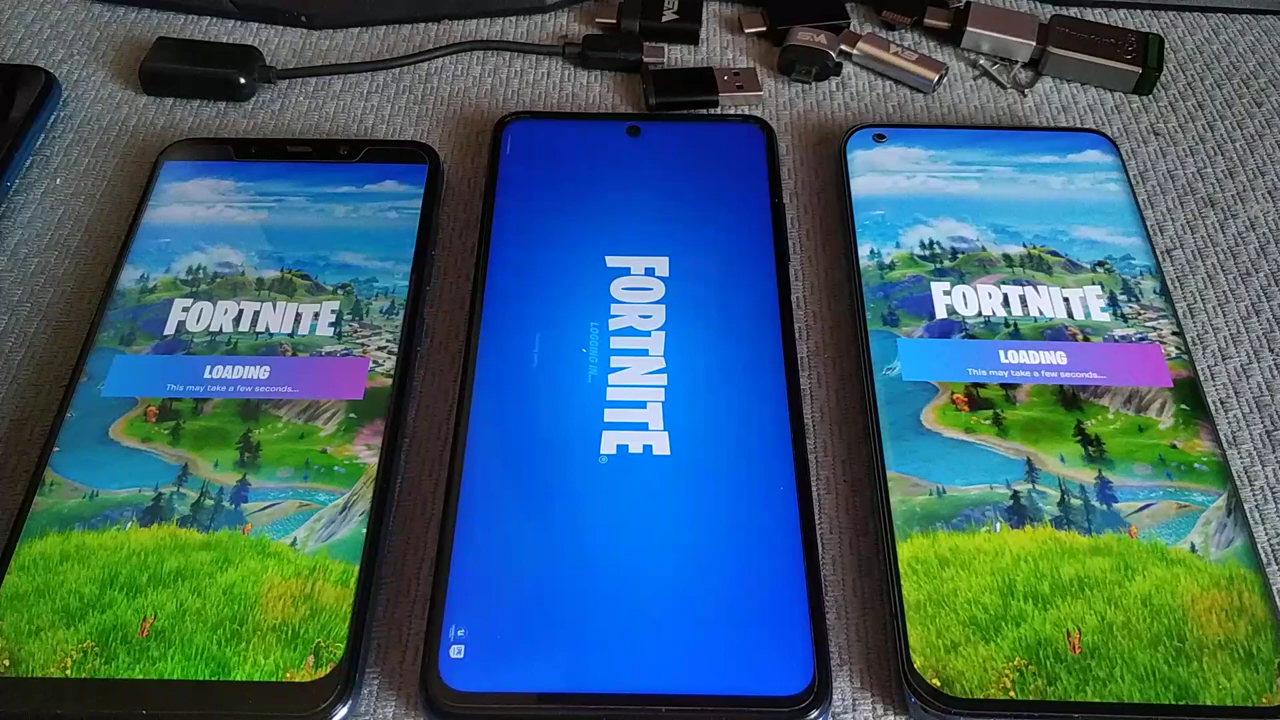 FORTNITE
LOADING
This may take a few seconds...
FORTNITE
LOGGING IN...
FORTNITE
LOADING
This may take a few seconds...